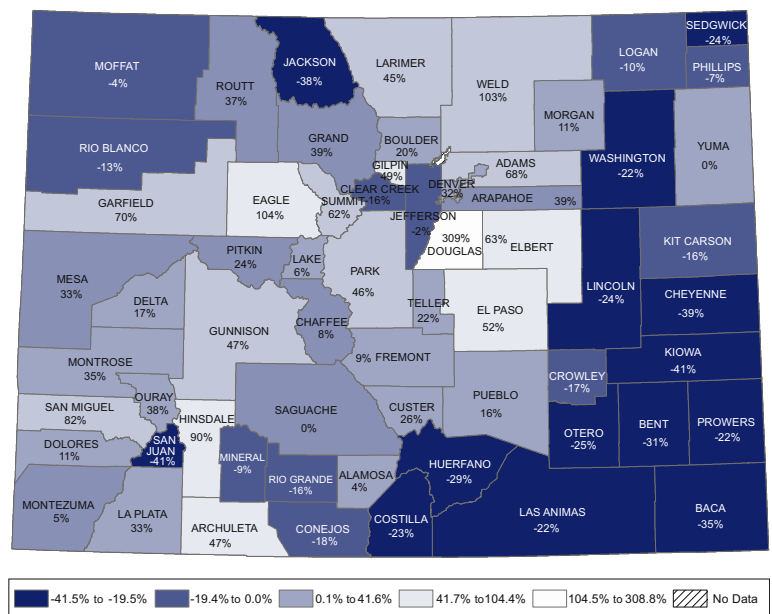 SEDGWICK
-24%
MOFFAT
-4%
JACKSON
-38%
LARIMER
45%
LOGAN
-10%
PHILLIPS
-7%
ROUTT
37%
WELD
103%
MORGAN
11%
RIO BLANCO
-13%
GRAND
39%
BOULDER
20%
YUMA
0%
WASHINGTON
-22%
GILPIN
49%
ADAMS
68%
CLEAR CREEK
-16%
DENVER
32%
ARAPAHOE 39%
GARFIELD
70%
EAGLE
104%
SUMMIT
62%
JEFFERSON
-2%
309%
DOUGLAS
63%
ELBERT
KIT CARSON
-16%
PITKIN
24%
LAKE
6%
PARK
46%
MESA
33%
DELTA
17%
LINCOLN
-24%
CHEYENNE
-39%
TELLER
22%
EL PASO
52%
GUNNISON
47%
CHAFFEE
8%
KIOWA
-41%
MONTROSE
35%
9% FREMONT
CROWLEY
-17%
OURAY
38%
PUEBLO
16%
SAN MIGUEL
82%
HINSDALE
90%
SAGUACHE
0%
CUSTER
26%
BENT
-31%
PROWERS
-22%
OTERO
-25%
DOLORES
11%
SAN
JUAN
-41%
MINERAL
-9%
HUERFANO
-29%
RIO GRANDE
-16%
ALAMOSA
4%
MONTEZUMA
5%
LA PLATA
33%
ARCHULETA
47%
CONEJOS
-18%
COSTILLA
-23%
LAS ANIMAS
-22%
BACA
-35%
-41.5% to -19.5% -19.4% to 0.0% 0.1% to 41.6% 41.7% to 104.4% 104.5% to 308.8% No Data